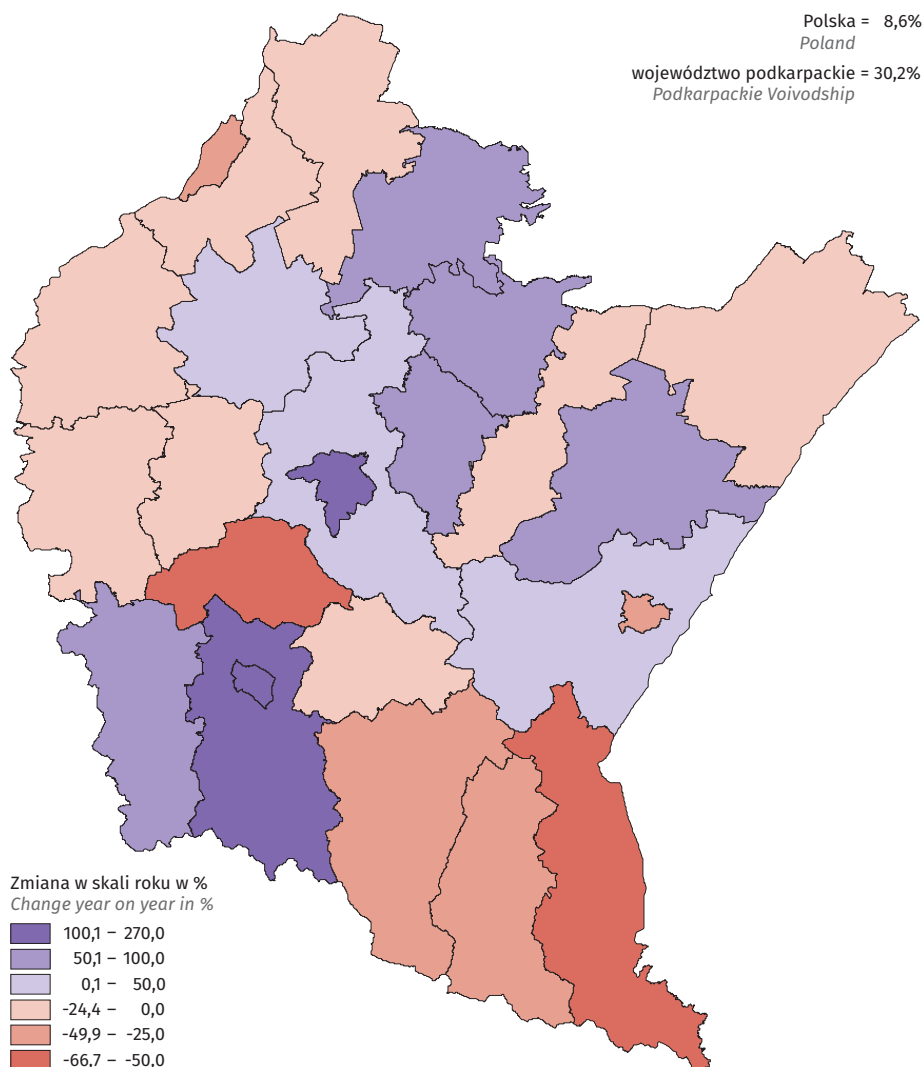 Polska = 8,6%
Poland
województwo podkarpackie = 30,2%
Podkarpackie Voivodship
Zmiana w skali roku w %
Change year on year in %
100,1 – 270,0
50,1 – 100,0
0,1 – 50,0
-24,4 – 0,0
-49,9 – -25,0
-66,7 – -50,0